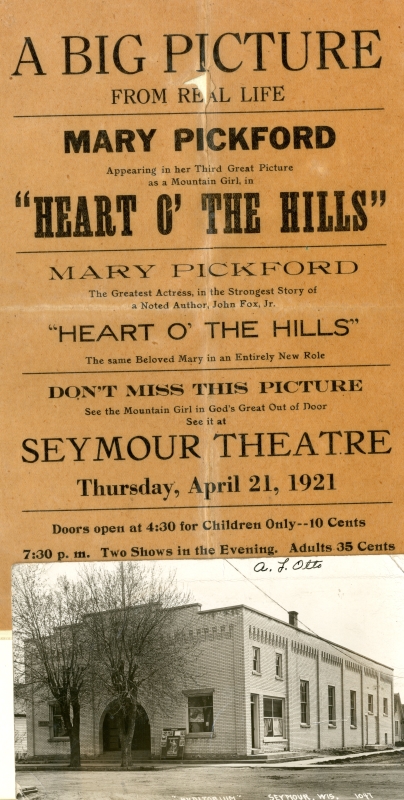 A BIG PICTURE
FROM REAL LIFE
MARY PICKFORD
Appearing in her Third Great Picture
as a Mountain Girl, in
"HEART O' THE HILLS"
MARY PICKFORD
The Greatest Actress, in the Strongest Story of
a Noted Author, John Fox, Jr.
"HEART O' THE HILLS"
The same Beloved Mary in an Entirely New Role
DON'T MISS THIS PICTURE
See the Mountain Girl in God's Great Out of Door
See it at
SEYMOUR THEATRE
Thursday, April 21, 1921
Doors open at 4:30 for Children Only--10 Cents
7:30 p. m. Two Shows in the Evening. Adults 35 Cents
A. L. Otto
"AUDITORIUM" SEYMOUR, WIS. 1047